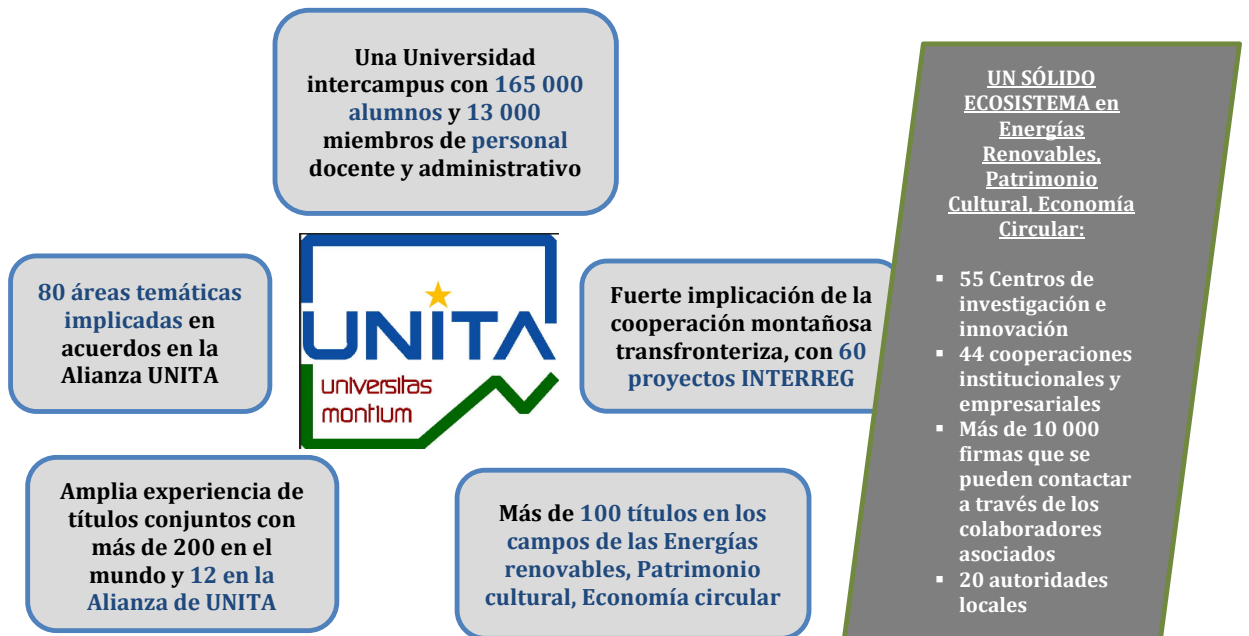 Una Universidad
intercampus con 165 000
alumnos y 13 000
miembros de personal
docente y administrativo
80 áreas temáticas
implicadas en
acuerdos en la
Alianza UNITA
UNITA
universitas
montium
Fuerte implicación de la
cooperación montañosa
transfronteriza, con 60
proyectos INTERREG
Amplia experiencia de
títulos conjuntos con
más de 200 en el
mundo y 12 en la
Alianza de UNITA
Más de 100 títulos en los
campos de las Energías
renovables, Patrimonio
cultural, Economía circular
UN SÓLIDO
ECOSISTEMA en
Energías
Renovables,
Patrimonio
Cultural, Economía
Circular:
▪ 55 Centros de
investigación e
innovación
▪ 44 cooperaciones
institucionales y
empresariales
▪ Más de 10 000
firmas que se
pueden contactar
a través de los
colaboradores
asociados
▪ 20 autoridades
locales